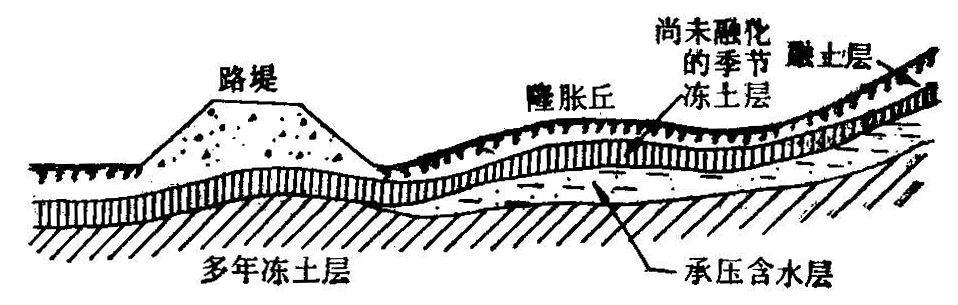 路堤
隆胀丘
尚未融化
的季节
冻土层
融土层
多年冻土层
承压含水层